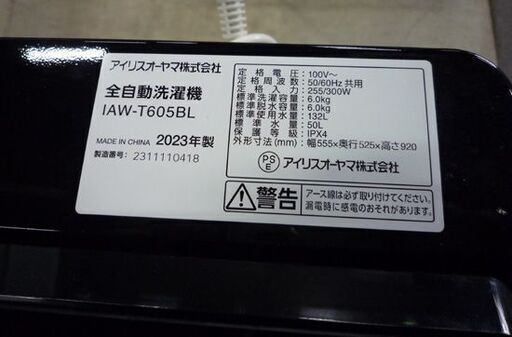 アイリスオーヤマ株式会社
全自動洗濯機
IAW-T605BL
MADE IN CHINA 2023年製
製造番号: 2311110418
定格電圧: 100V～
定格周波数: 50/60Hz 共用
定格入力: 255/300W
標準洗濯容量: 6.0kg
標準脱水容量: 6.0kg
標準使用水量: 132L
標準水量: 50L
保護等級: IPX4
外形寸法(mm): 幅555×奥行525×高さ920
PSE アイリスオーヤマ株式会社
警告
アース線は必ず取り付けてください。
漏電時に感電のおそれがあります。